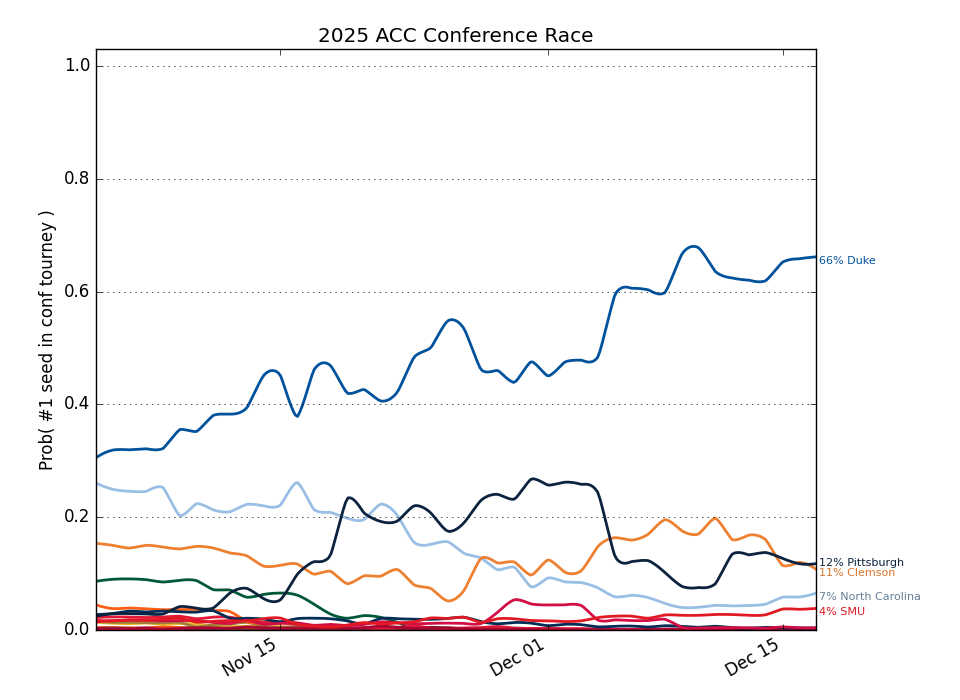 2025 ACC Conference Race
Prob( #1 seed in conf tourney )
1.0
0.8
0.6
0.4
0.2
0.0
66% Duke
12% Pittsburgh
11% Clemson
7% North Carolina
4% SMU
Nov 15
Dec 01
Dec 15